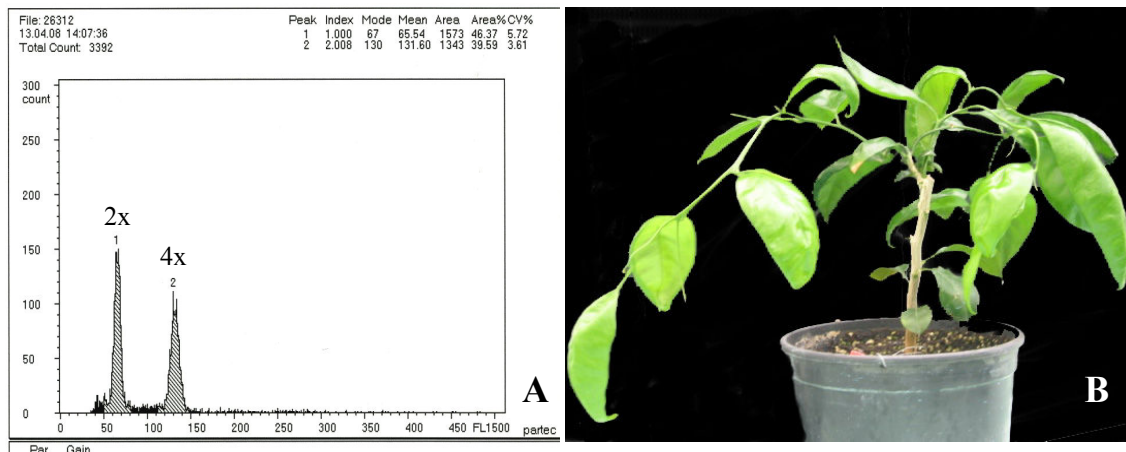 File: 26312
13.04.08 14:07:36
Total Count: 3392
Peak Index Mode Mean Area Area% CV%
1 1.000 67 65.54 1573 46.37 5.72
2 2.008 130 131.60 1343 39.59 3.61
300
count
250
200
150
100
50
0
2x
1
4x
2
0 50 100 150 200 250 300 350 400 450 FL1500 partec
Par Gain
A
B